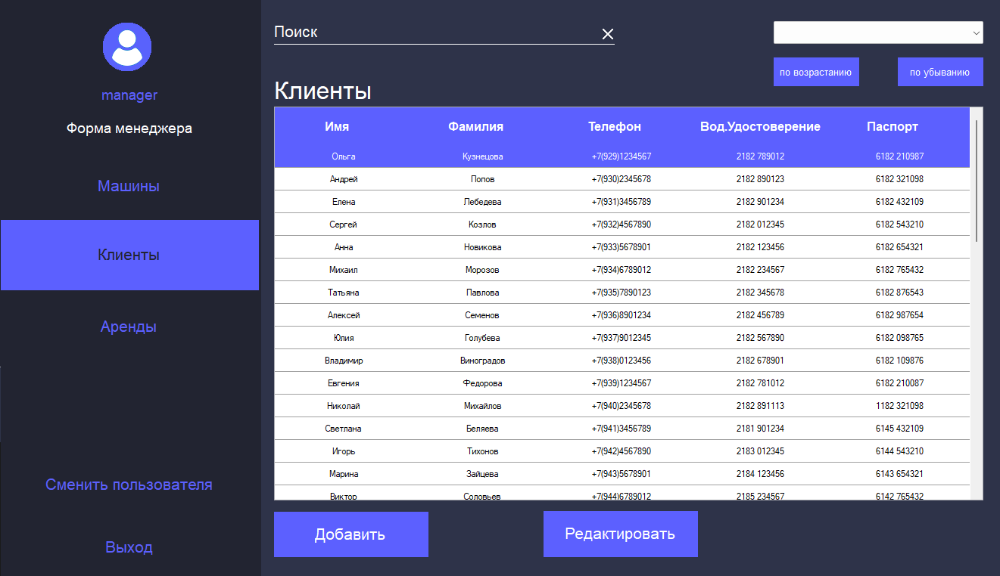 manager
Форма менеджера
Машины
Клиенты
Аренды
Сменить пользователя
Выход
Поиск
по возрастанию по убыванию
Клиенты
Имя Фамилия Телефон Вод.Удостоверение Паспорт
Ольга Кузнецова +7(929)1234567 2182 789012 6182 210987
Андрей Попов +7(930)2345678 2182 890123 6182 321098
Елена Лебедева +7(931)3456789 2182 901234 6182 432109
Сергей Козлов +7(932)4567890 2182 012345 6182 543210
Анна Новикова +7(933)5678901 2182 123456 6182 654321
Михаил Морозов +7(934)6789012 2182 234567 6182 765432
Татьяна Павлова +7(935)7890123 2182 345678 6182 876543
Алексей Семенов +7(936)8901234 2182 456789 6182 987654
Юлия Голубева +7(937)9012345 2182 567890 6182 098765
Владимир Виноградов +7(938)0123456 2182 678901 6182 109876
Евгения Федорова +7(939)1234567 2182 781012 6182 210087
Николай Михайлов +7(940)2345678 2182 891113 1182 321098
Светлана Беляева +7(941)3456789 2181 901234 6145 432109
Игорь Тихонов +7(942)4567890 2183 012345 6144 543210
Марина Зайцева +7(943)5678901 2184 123456 6143 654321
Виктор Соловьев +7(944)6789012 2185 234567 6142 765432
Добавить Редактировать